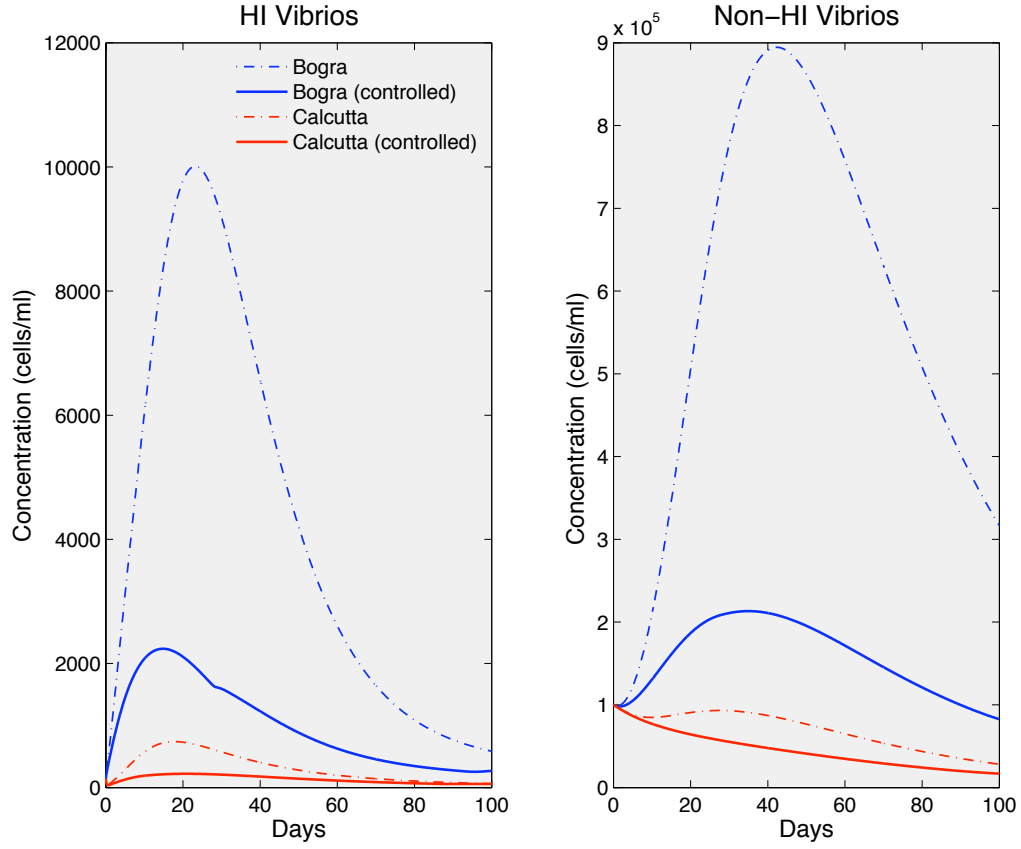 HI Vibrios
12000
10000
8000
6000
4000
2000
0
Concentration (cells/ml)
Bogra
Bogra (controlled)
Calcutta
Calcutta (controlled)
0 20 40 60 80 100
Days
Non−HI Vibrios
x 10^5
9
8
7
6
5
4
3
2
1
0
Concentration (cells/ml)
0 20 40 60 80 100
Days